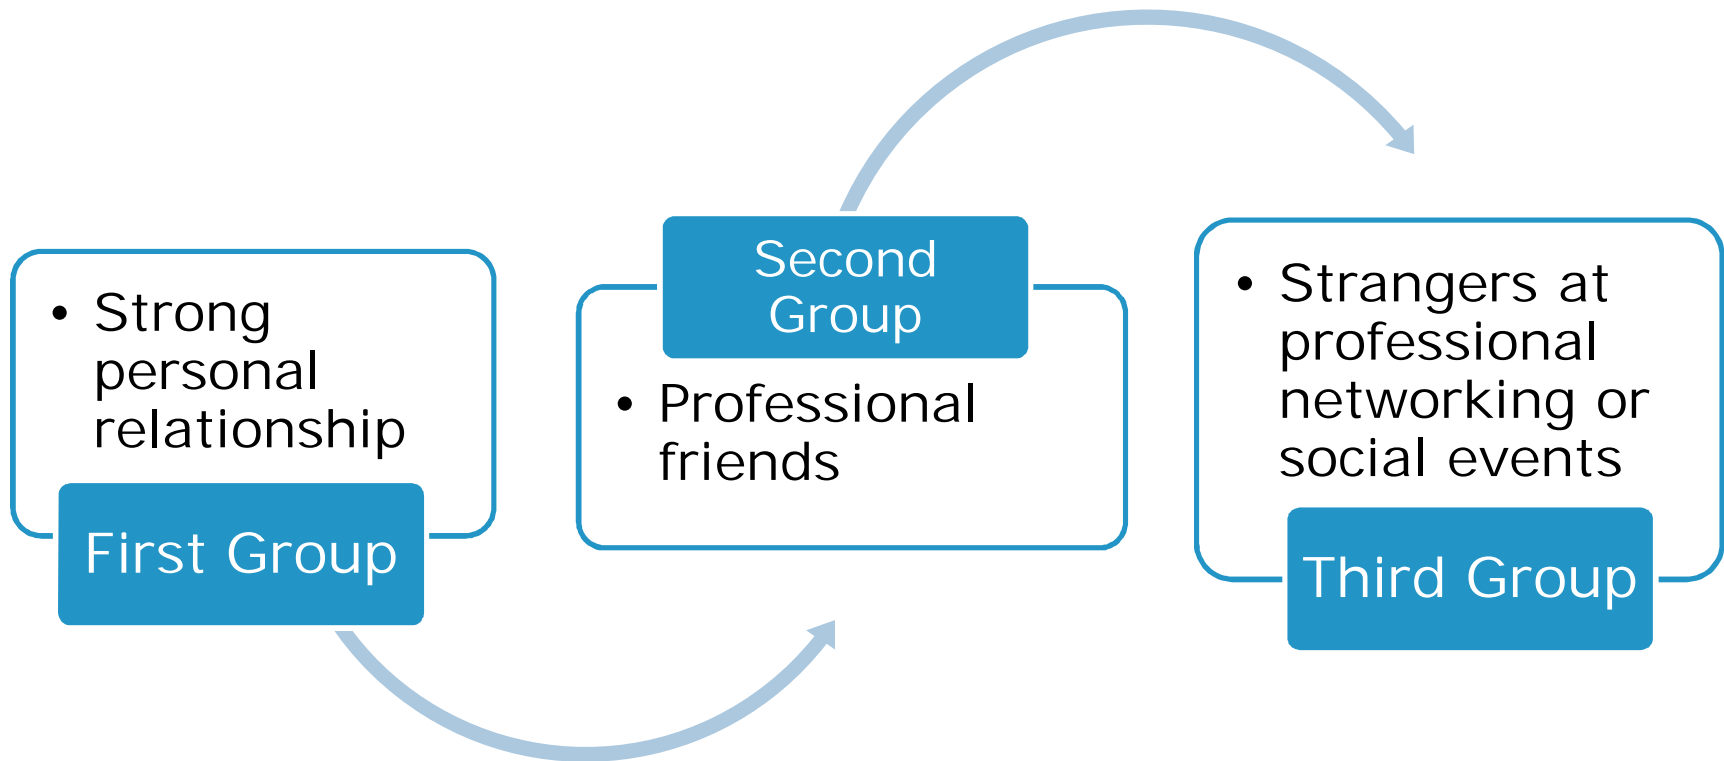 • Strong
personal
relationship
First Group
Second
Group
• Professional
friends
• Strangers at
professional
networking or
social events
Third Group